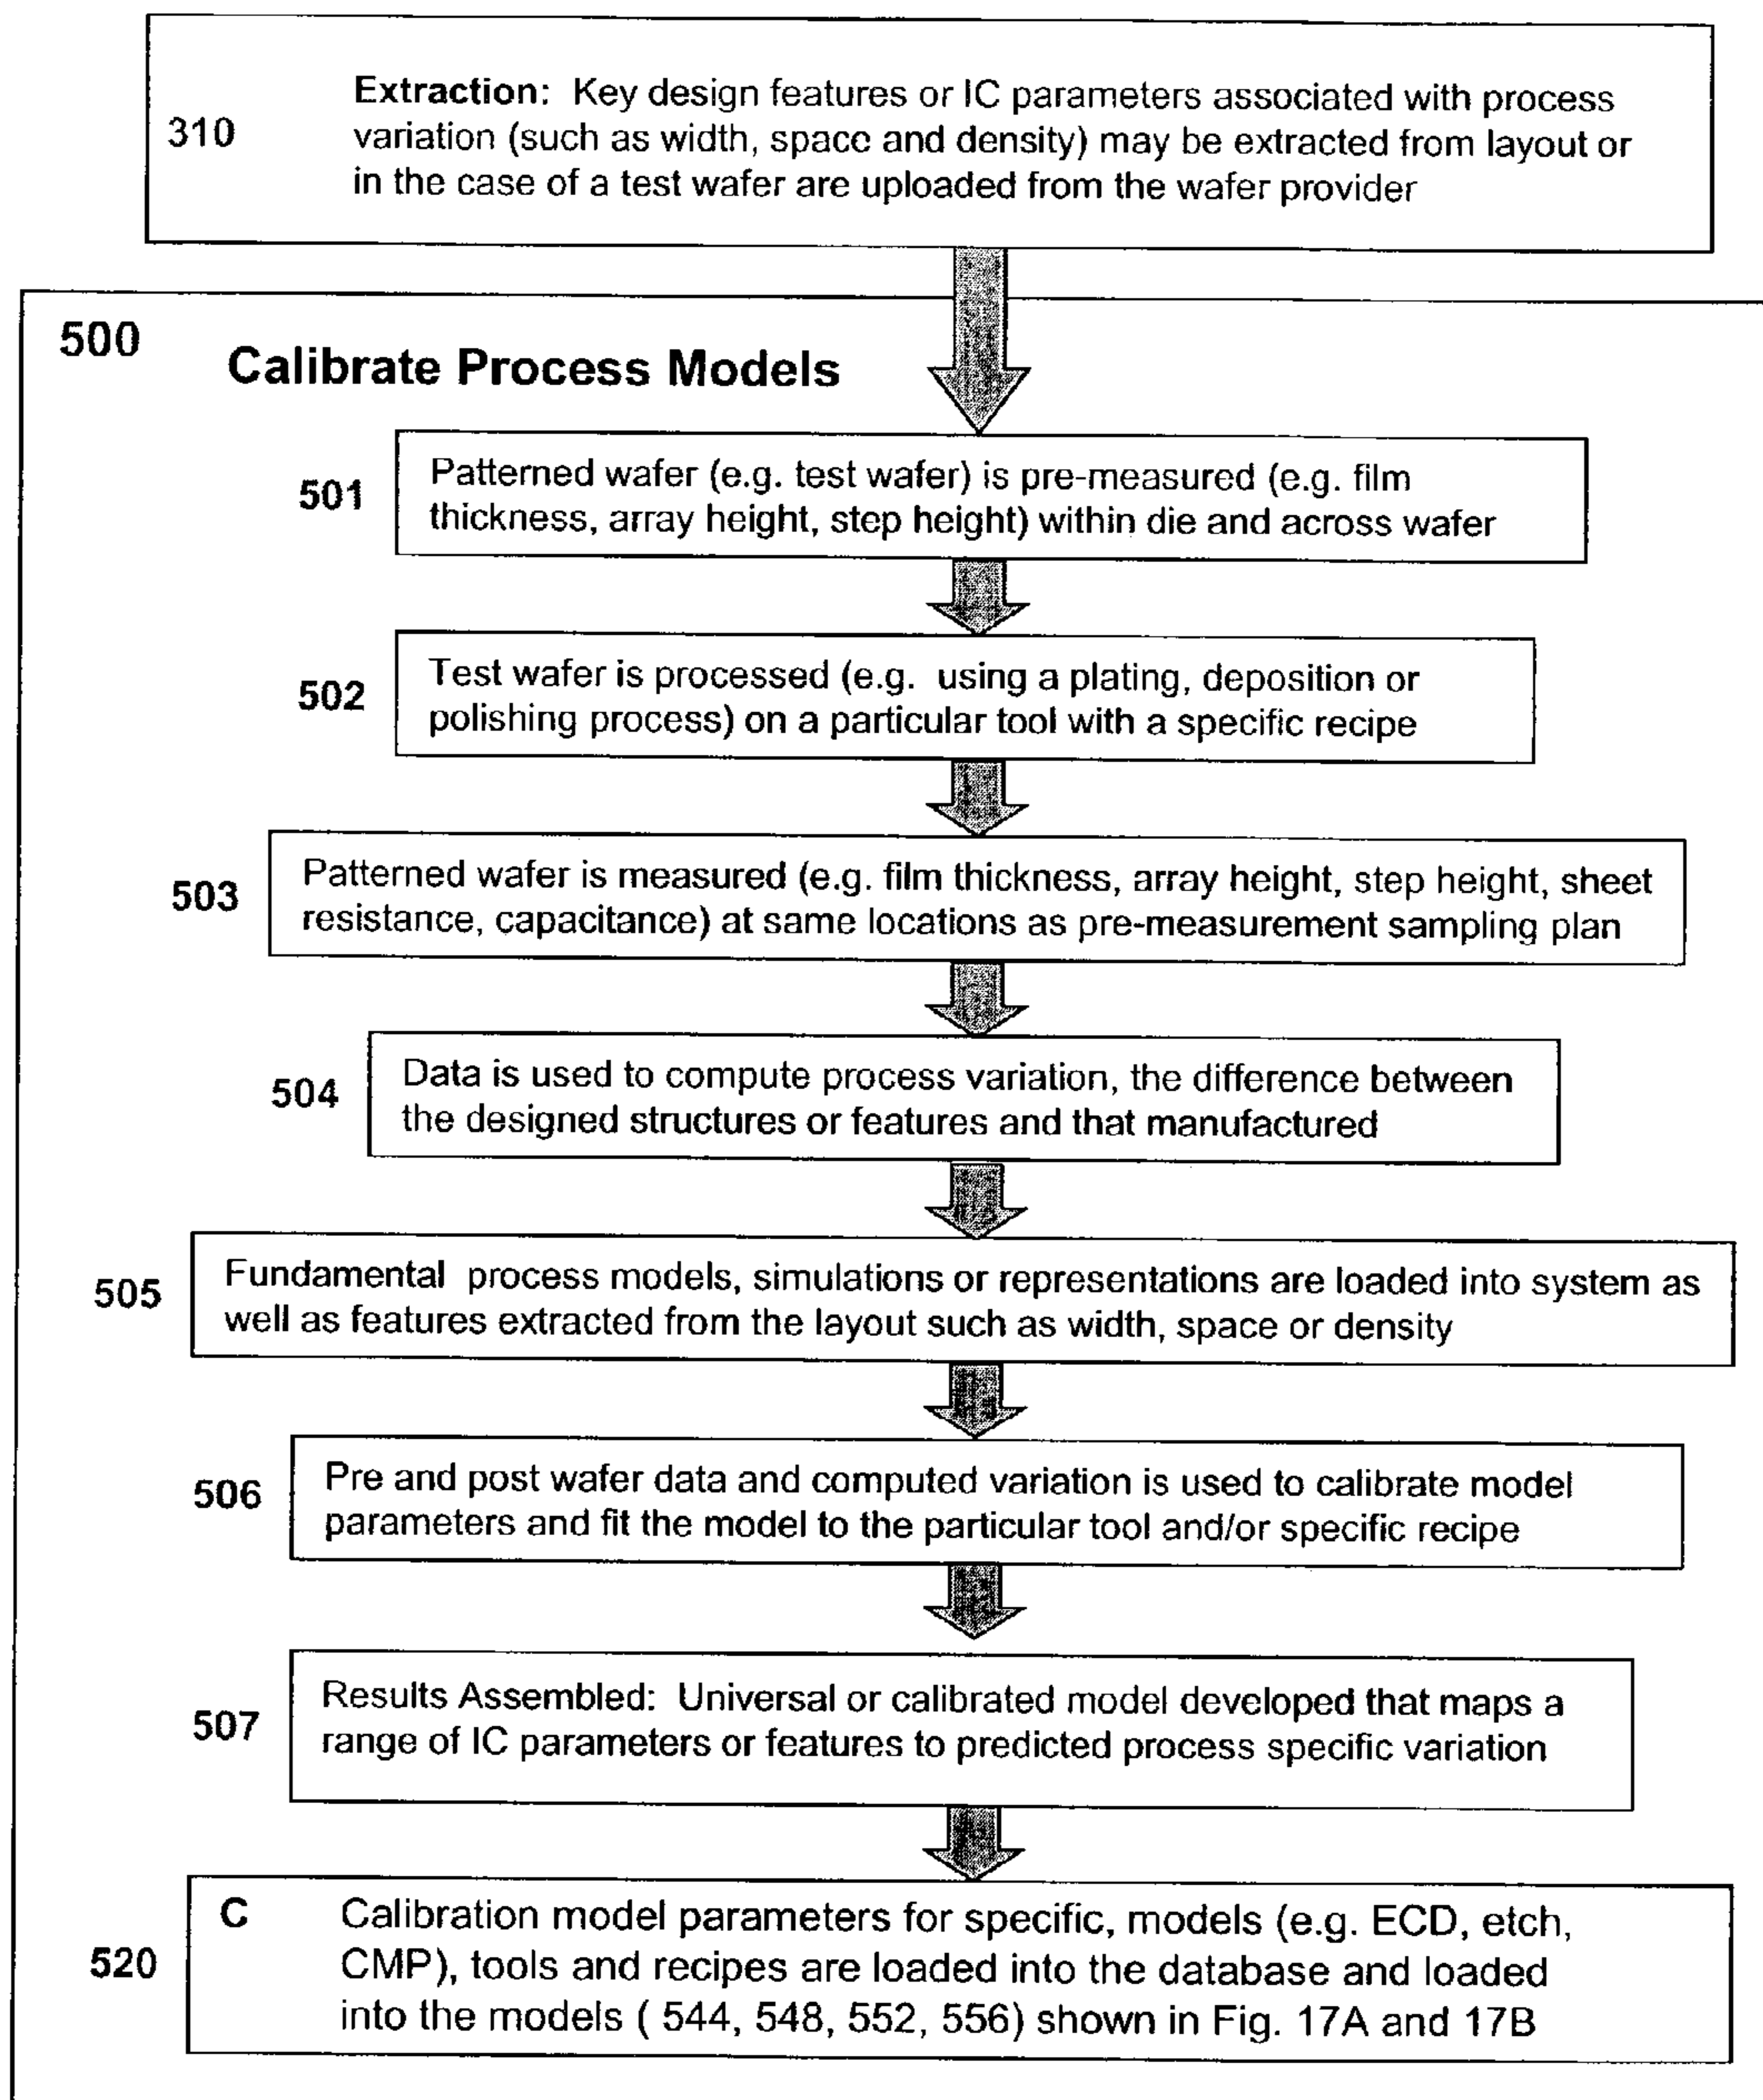 310
Extraction: Key design features or IC parameters associated with process
variation (such as width, space and density) may be extracted from layout or
in the case of a test wafer are uploaded from the wafer provider
500
Calibrate Process Models
501
Patterned wafer (e.g. test wafer) is pre-measured (e.g. film
thickness, array height, step height) within die and across wafer
502
Test wafer is processed (e.g. using a plating, deposition or
polishing process) on a particular tool with a specific recipe
503
Patterned wafer is measured (e.g. film thickness, array height, step height, sheet
resistance, capacitance) at same locations as pre-measurement sampling plan
504
Data is used to compute process variation, the difference between
the designed structures or features and that manufactured
505
Fundamental process models, simulations or representations are loaded into system as
well as features extracted from the layout such as width, space or density
506
Pre and post wafer data and computed variation is used to calibrate model
parameters and fit the model to the particular tool and/or specific recipe
507
Results Assembled: Universal or calibrated model developed that maps a
range of IC parameters or features to predicted process specific variation
520
C Calibration model parameters for specific, models (e.g. ECD, etch,
CMP), tools and recipes are loaded into the database and loaded
into the models ( 544, 548, 552, 556) shown in Fig. 17A and 17B